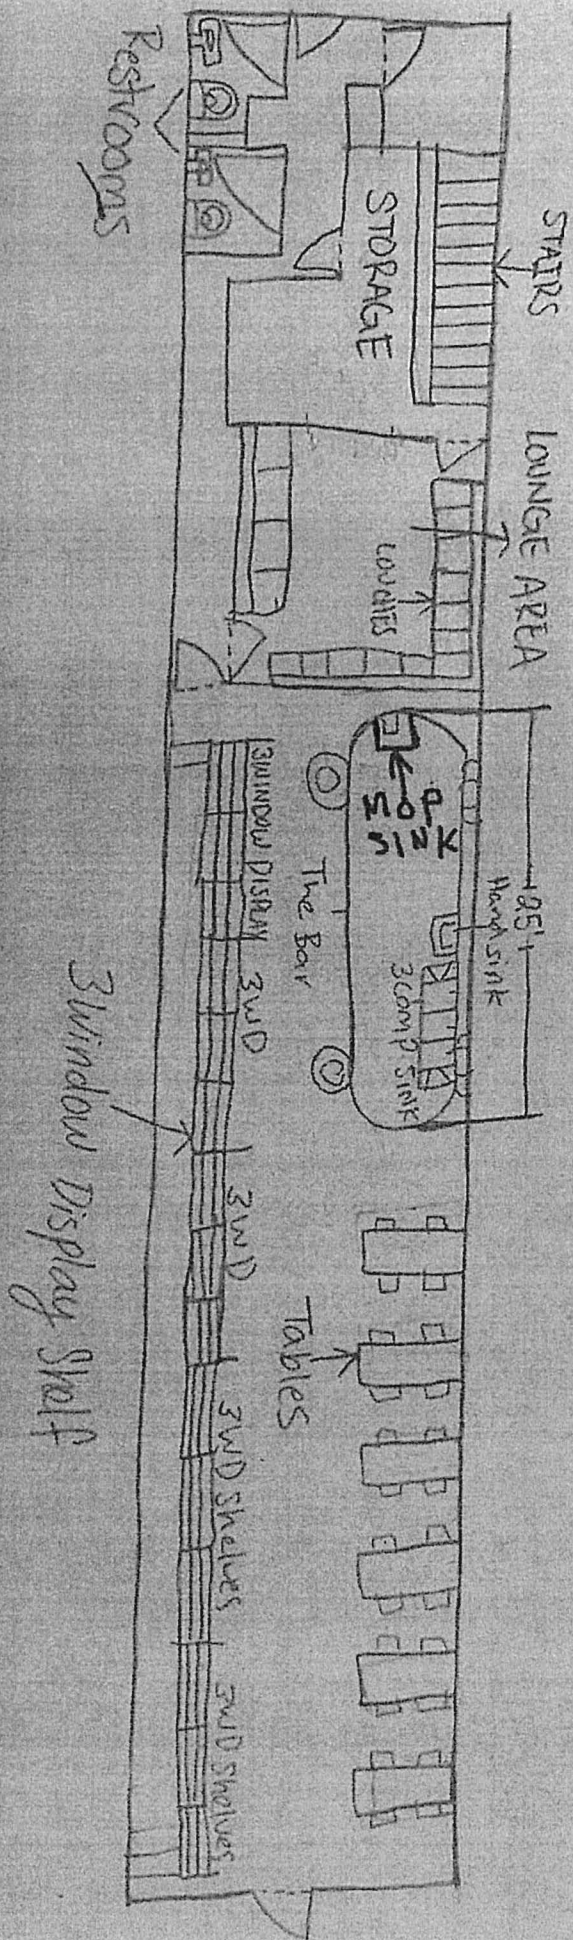 STAIRS
LOUNGE AREA
Restrooms
STORAGE
COUCHES
25'
Hand sink
3COMP SINK
MOP
SINK
The Bar
3WINDOW DISPLAY
3WD
3WD
3WD Shelves
3WD Shelves
3Window Display Shelf
Tables